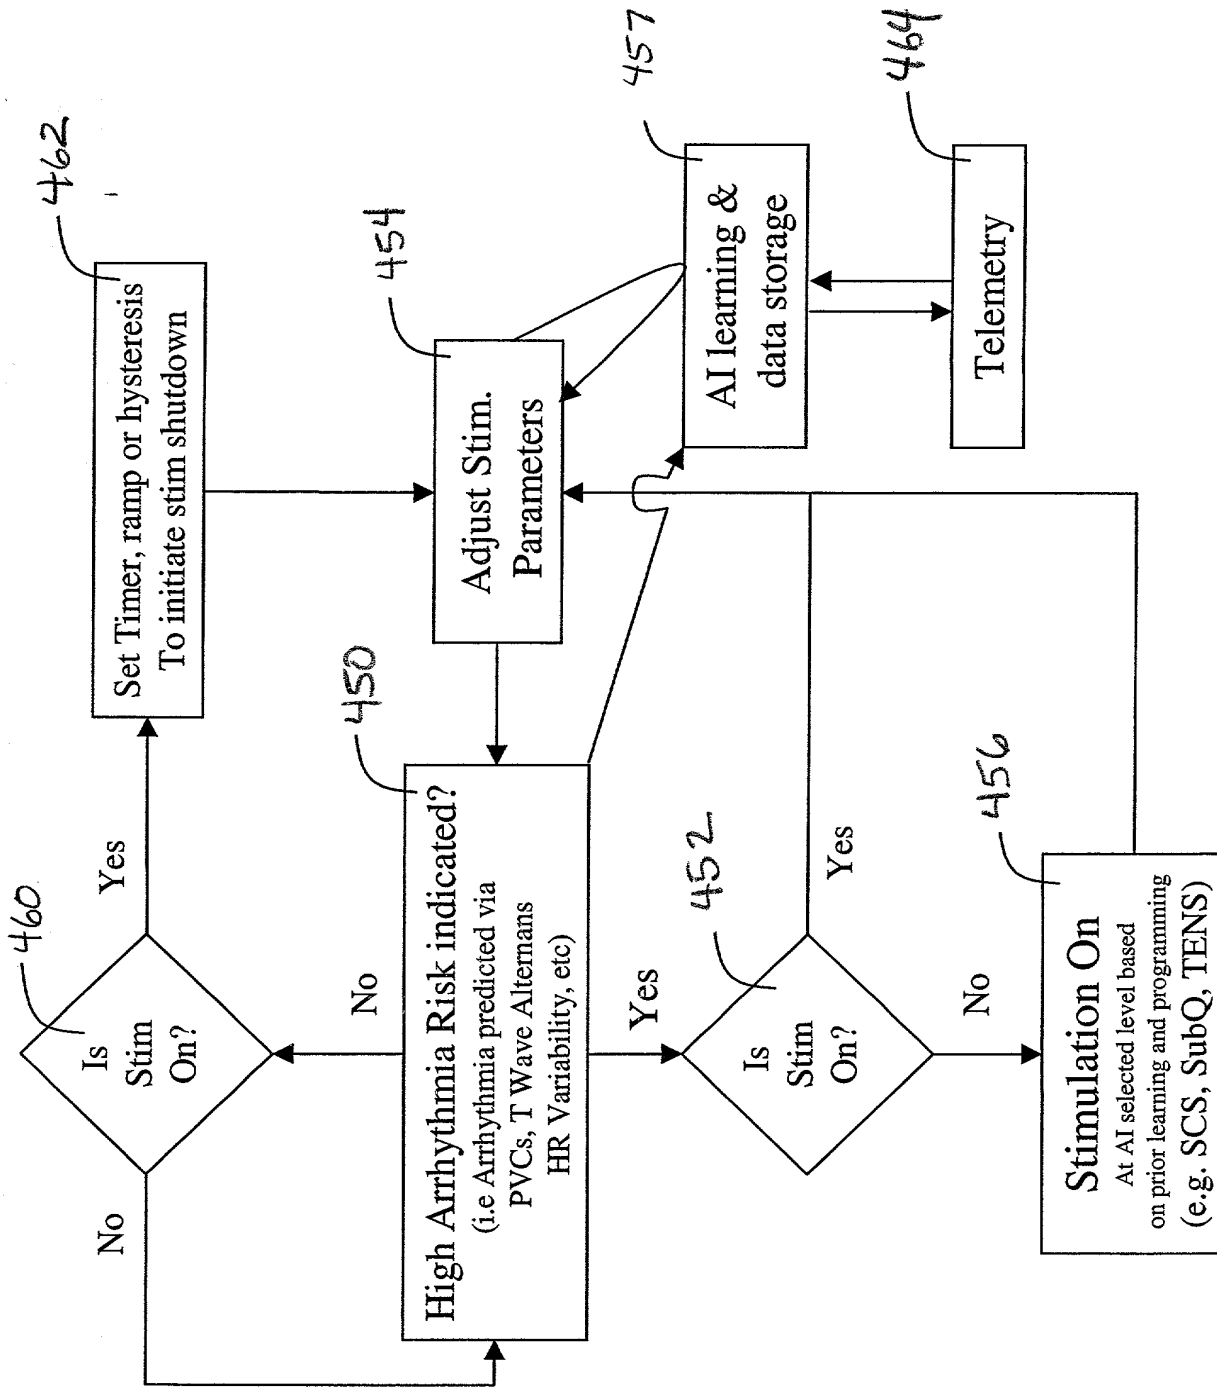 460
Is
Stim
On?
Yes
No
462
Set Timer, ramp or hysteresis
To initiate stim shutdown
No
450
High Arrhythmia Risk indicated?
(i.e Arrhythmia predicted via
PVCs, T Wave Alternans
HR Variability, etc)
454
Adjust Stim.
Parameters
Yes
452
Is
Stim
On?
Yes
No
457
AI learning &
data storage
464
Telemetry
456
Stimulation On
At AI selected level based
on prior learning and programming
(e.g. SCS, SubQ, TENS)